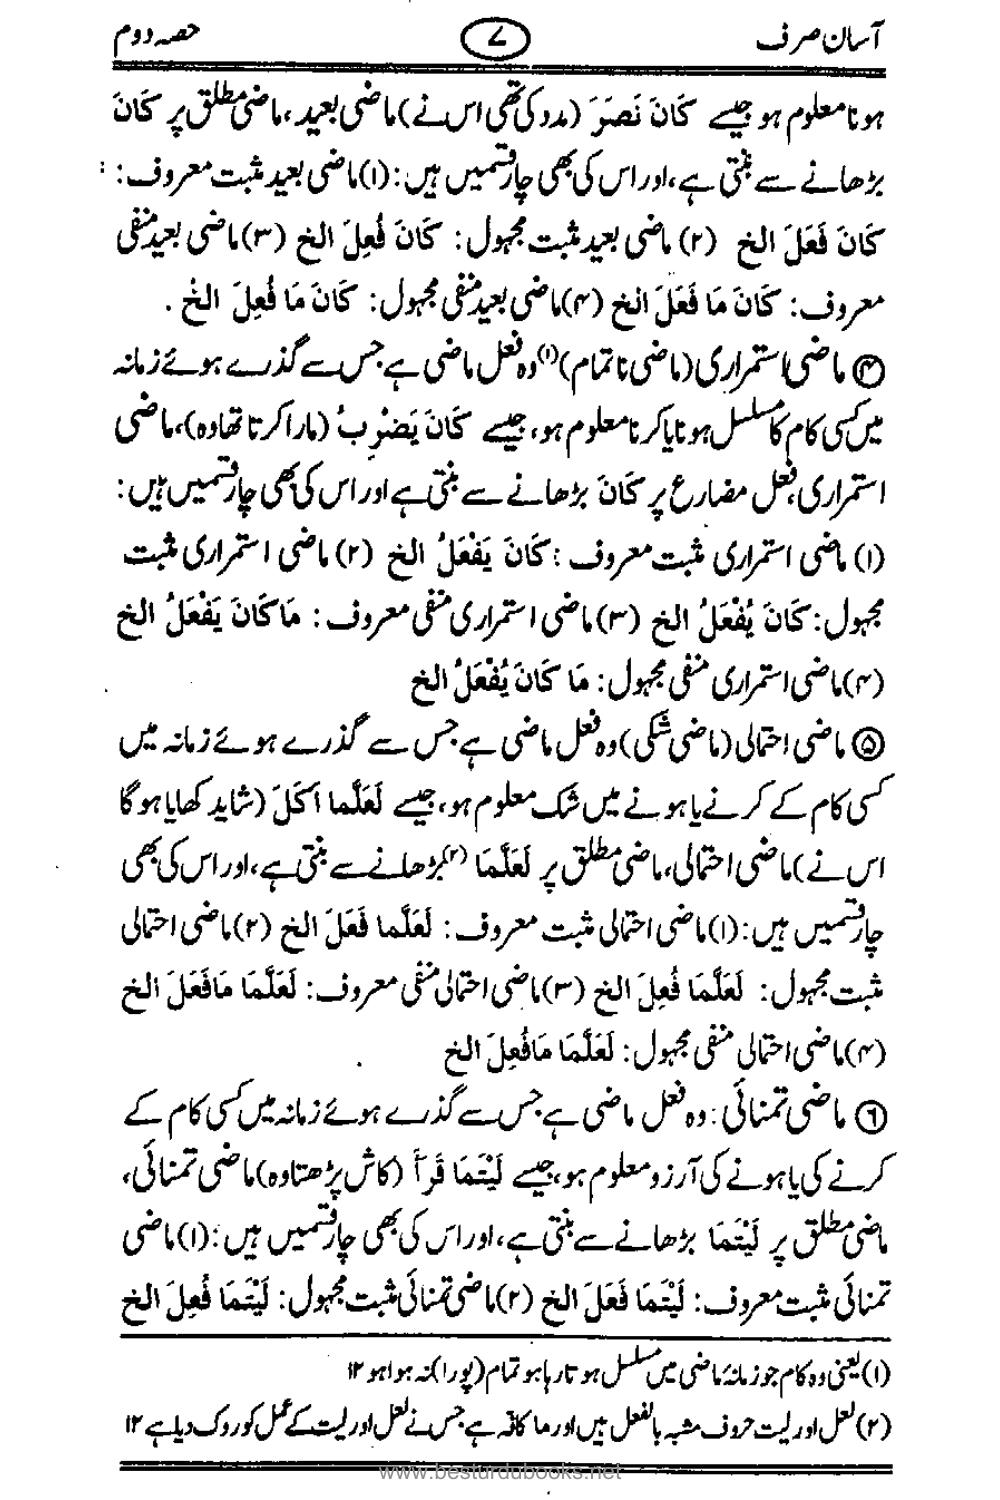 آسان صرف ۷ حصہ دوم
ہونا معلوم ہو جیسے كَانَ نَصَرَ (مدد کی تھی اس نے) ماضی بعید، ماضی مطلق پر كَانَ
بڑھانے سے بنتی ہے، اور اس کی بھی چار قسمیں ہیں: (۱) ماضی بعید مثبت معروف:
كَانَ فَعَلَ الخ (۲) ماضی بعید مثبت مجہول: كَانَ فُعِلَ الخ (۳) ماضی بعید منفی
معروف: كَانَ مَا فَعَلَ الخ (۴) ماضی بعید منفی مجہول: كَانَ مَا فُعِلَ الخ .
④ ماضی استمراری (ماضی ناتمام)(۱) وہ فعل ماضی ہے جس سے گذرے ہوئے زمانہ
میں کسی کام کا مسلسل ہونا یا کرنا معلوم ہو، جیسے كَانَ يَضْرِبُ (مارا کرتا تھا وہ)، ماضی
استمراری، فعل مضارع پر كَانَ بڑھانے سے بنتی ہے اور اس کی بھی چار قسمیں ہیں:
(۱) ماضی استمراری مثبت معروف : كَانَ يَفْعَلُ الخ (۲) ماضی استمراری مثبت
مجہول: كَانَ يُفْعَلُ الخ (۳) ماضی استمراری منفی معروف : مَا كَانَ يَفْعَلُ الخ
(۴) ماضی استمراری منفی مجہول: مَا كَانَ يُفْعَلُ الخ
⑤ ماضی احتمالی (ماضی شکی) وہ فعل ماضی ہے جس سے گذرے ہوئے زمانہ میں
کسی کام کے کرنے یا ہونے میں شک معلوم ہو، جیسے لَعَلَّمَا أَكَلَ (شاید کھایا ہوگا
اس نے) ماضی احتمالی، ماضی مطلق پر لَعَلَّمَا (۲) بڑھانے سے بنتی ہے، اور اس کی بھی
چار قسمیں ہیں: (۱) ماضی احتمالی مثبت معروف : لَعَلَّمَا فَعَلَ الخ (۲) ماضی احتمالی
مثبت مجہول: لَعَلَّمَا فُعِلَ الخ (۳) ماضی احتمالی منفی معروف: لَعَلَّمَا مَا فَعَلَ الخ
(۴) ماضی احتمالی منفی مجہول: لَعَلَّمَا مَا فُعِلَ الخ
⑥ ماضی تمنائی: وہ فعل ماضی ہے جس سے گذرے ہوئے زمانہ میں کسی کام کے
کرنے کی یا ہونے کی آرزو معلوم ہو، جیسے لَيْتَمَا قَرَأَ (کاش پڑھتا وہ) ماضی تمنائی،
ماضی مطلق پر لَيْتَمَا بڑھانے سے بنتی ہے، اور اس کی بھی چار قسمیں ہیں: (۱) ماضی
تمنائی مثبت معروف: لَيْتَمَا فَعَلَ الخ (۲) ماضی تمنائی مثبت مجہول: لَيْتَمَا فُعِلَ الخ
(۱) یعنی وہ کام جو زمانۂ ماضی میں مسلسل ہوتا رہا ہو تمام (پورا) نہ ہوا ہو ۱۲
(۲) لعل اور لیت حروف مشبہ بالفعل ہیں اور ما کافہ ہے جس نے لعل اور لیت کے عمل کو روک دیا ہے ۱۲
www.besturdubooks.net